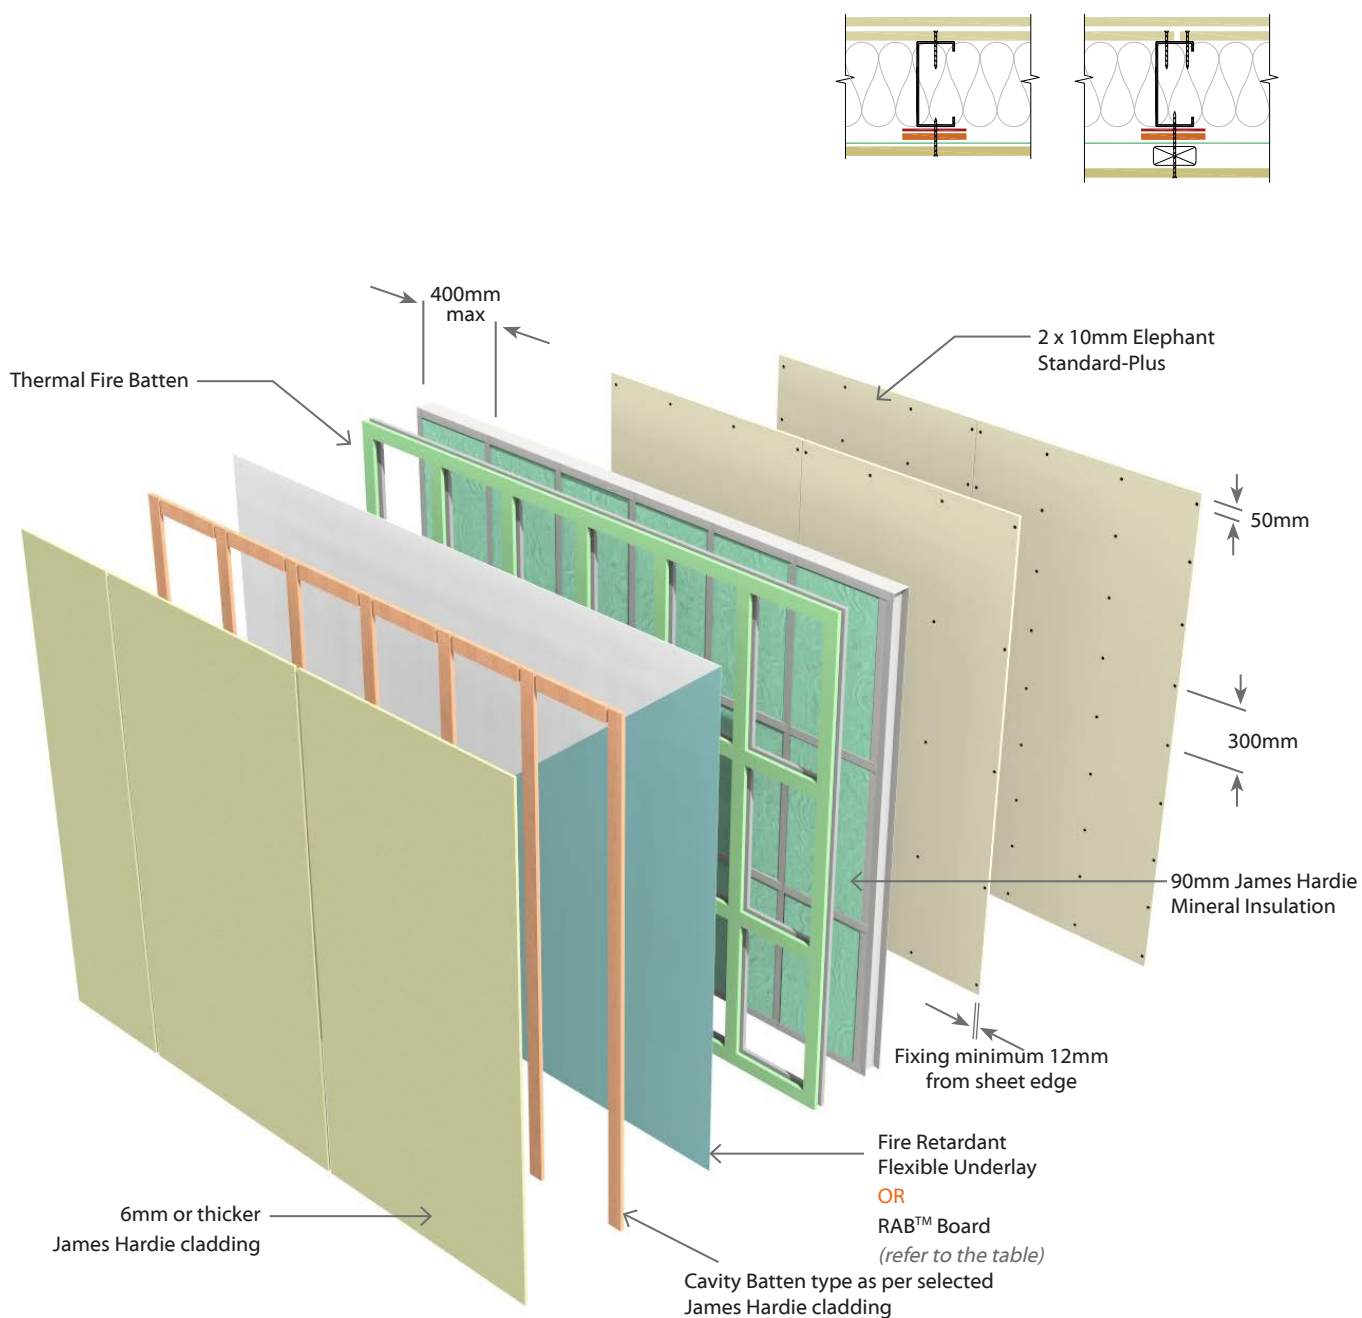 400mm
max
2 x 10mm Elephant
Standard-Plus
Thermal Fire Batten
50mm
300mm
90mm James Hardie
Mineral Insulation
Fixing minimum 12mm
from sheet edge
Fire Retardant
Flexible Underlay
OR
RAB™ Board
(refer to the table)
6mm or thicker
James Hardie cladding
Cavity Batten type as per selected
James Hardie cladding